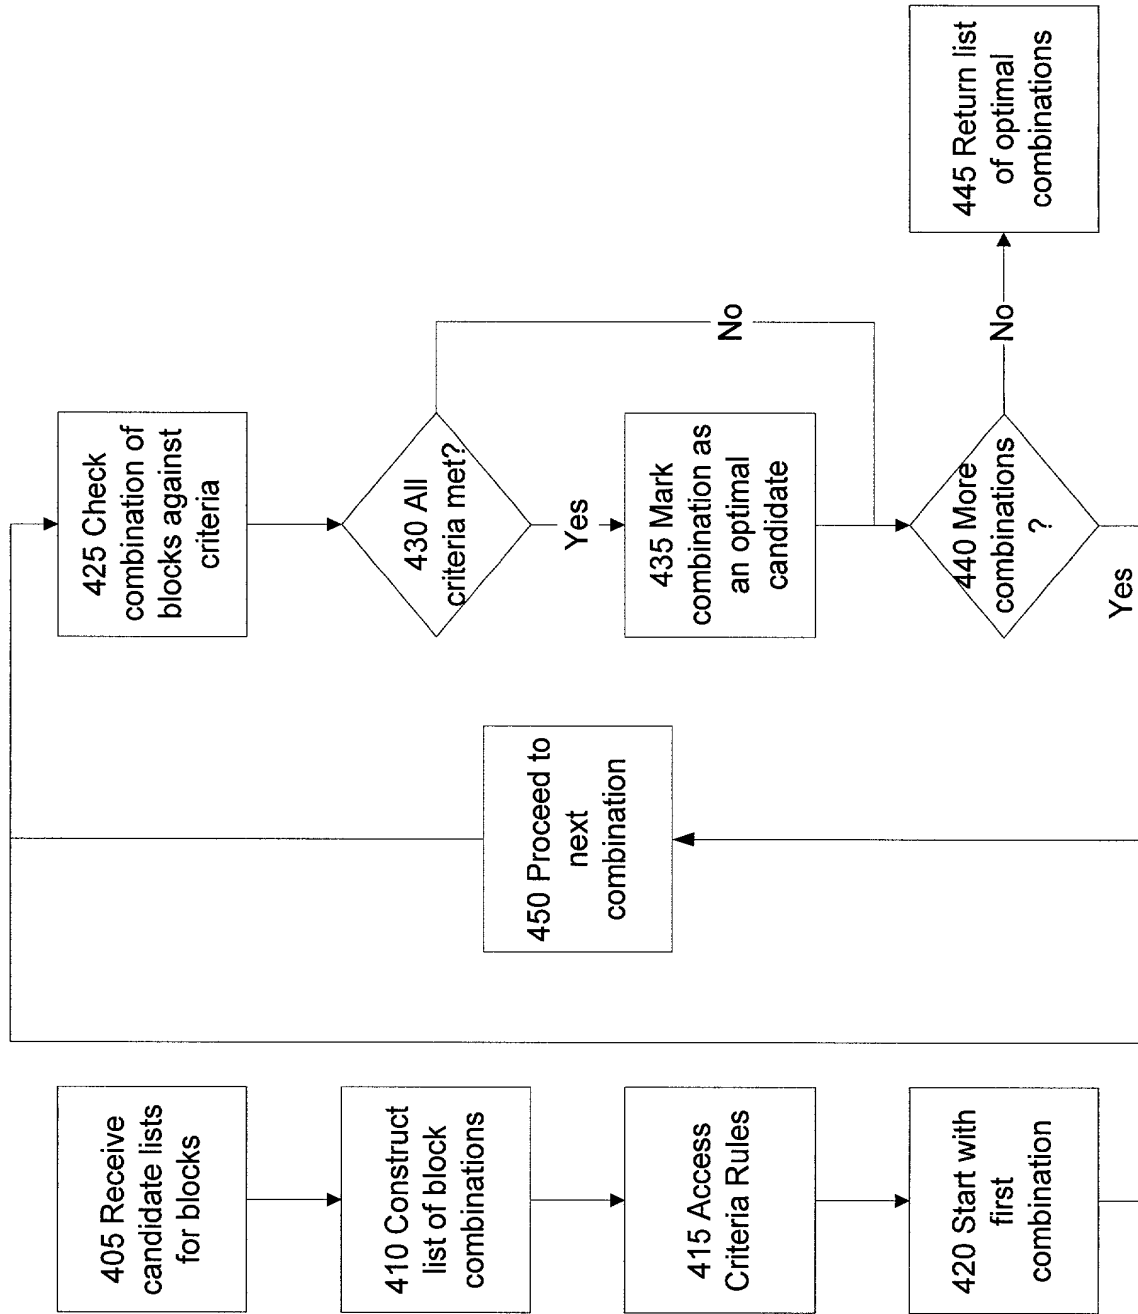 405 Receive
candidate lists
for blocks
410 Construct
list of block
combinations
415 Access
Criteria Rules
420 Start with
first
combination
450 Proceed to
next
combination
425 Check
combination of
blocks against
criteria
430 All
criteria met?
Yes
No
435 Mark
combination as
an optimal
candidate
440 More
combinations
?
Yes
No
445 Return list
of optimal
combinations